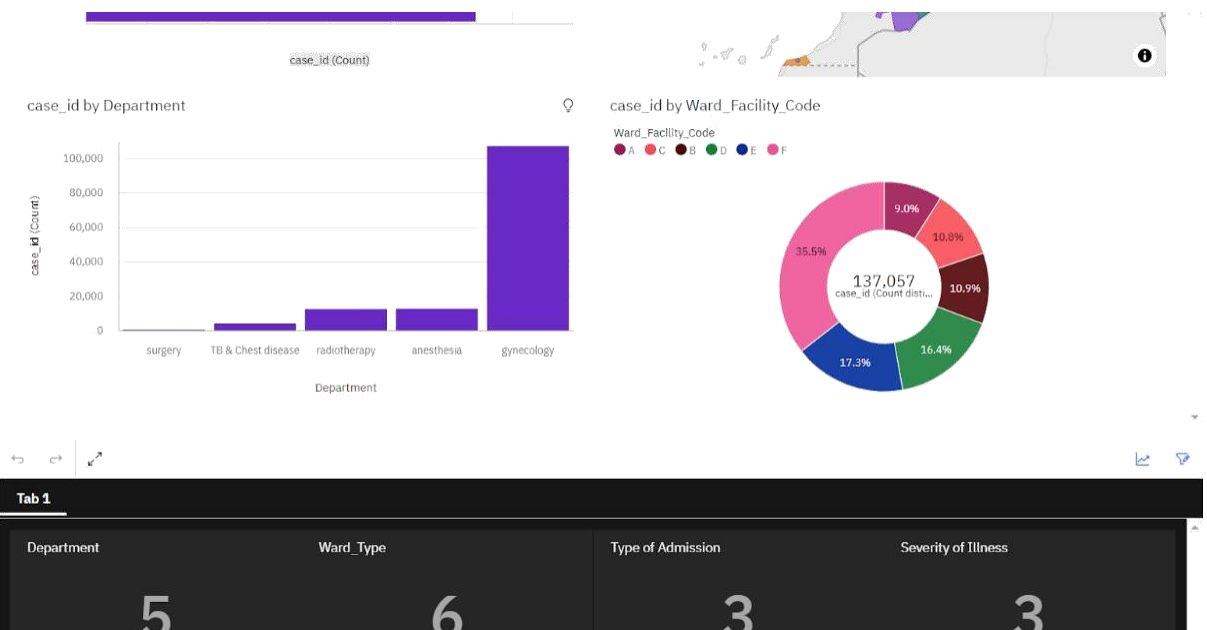 case_id (Count)
case_id by Department
case_id by Ward_Facility_Code
Ward_Facility_Code
A C B D E F
case_id (Count)
100,000
80,000
60,000
40,000
20,000
0
surgery TB & Chest disease radiotherapy anesthesia gynecology
Department
9.0%
10.8%
10.9%
16.4%
17.3%
35.5%
137,057
case_id (Count disti...
Tab 1
Department Ward_Type Type of Admission Severity of Illness
5 6 3 3